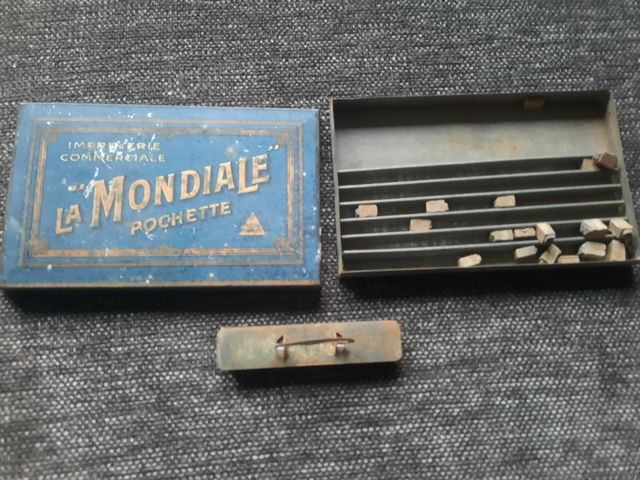 IMPRIMERIE
COMMERCIALE
"LA MONDIALE"
POCHETTE